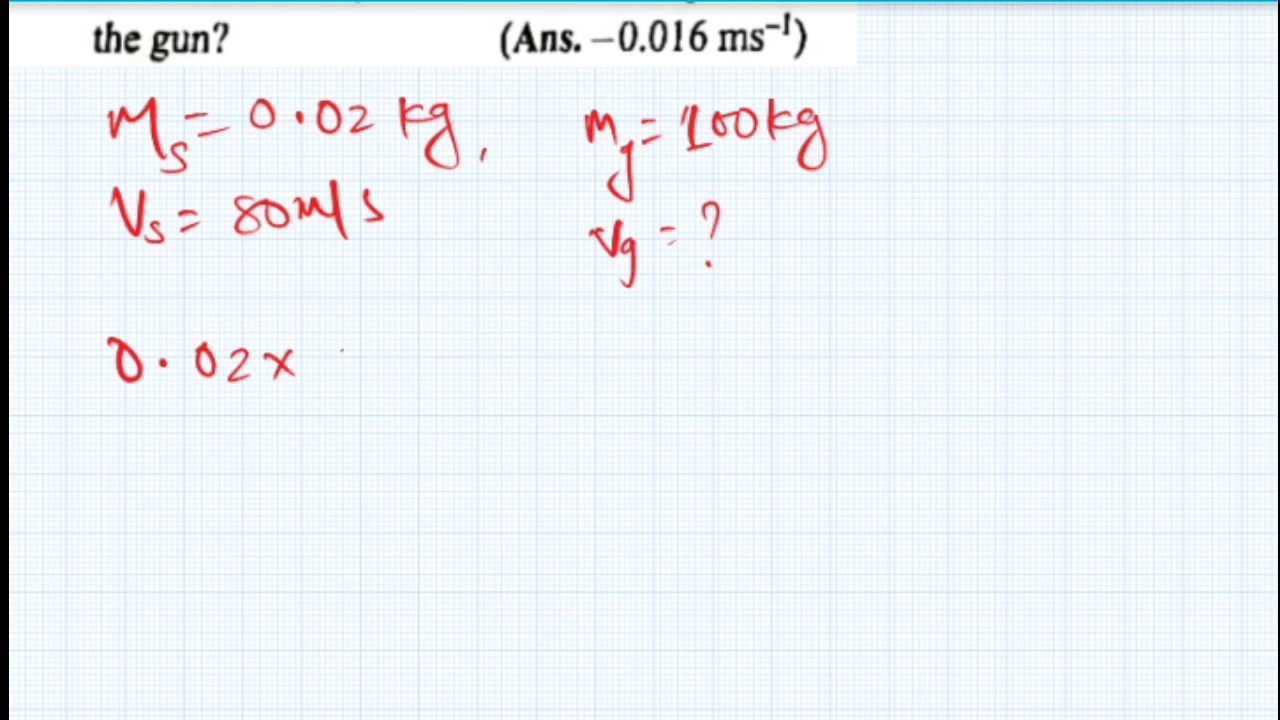 the gun? (Ans. –0.016 ms⁻¹)
Ms = 0.02 kg, mg = 100kg
Vs = 80m/s Vg = ?
0.02x